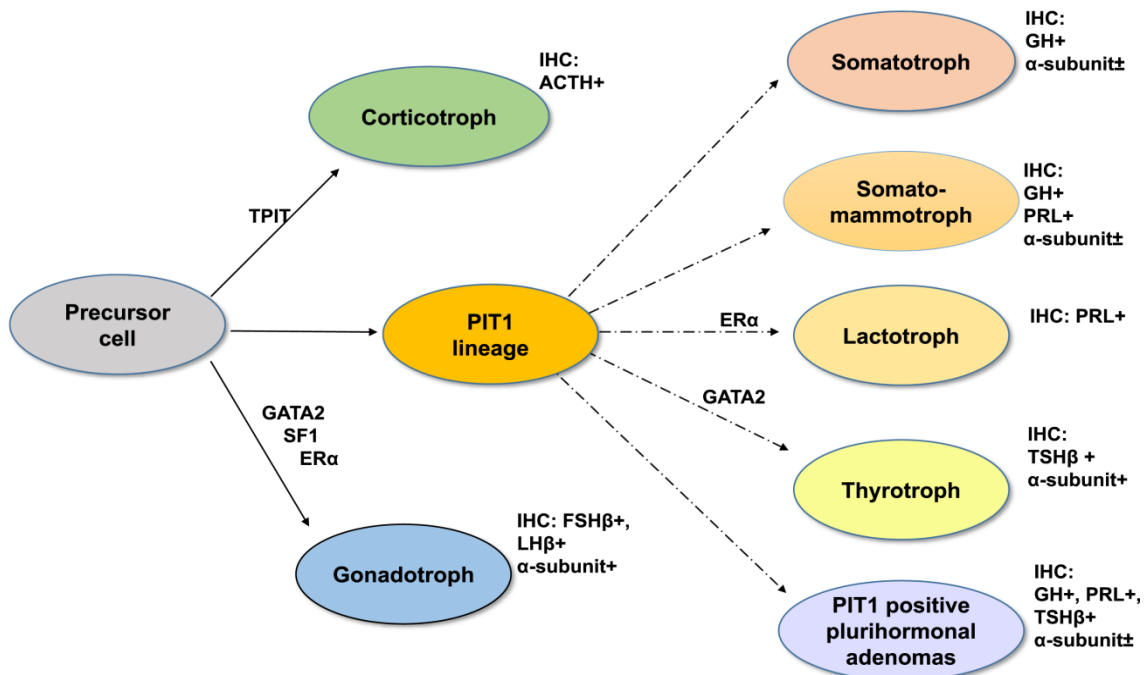 IHC:
ACTH+
Corticotroph
TPIT
Precursor
cell
GATA2
SF1
ERα
IHC: FSHβ+,
LHβ+
α-subunit+
Gonadotroph
PIT1
lineage
IHC:
GH+
α-subunit±
Somatotroph
IHC:
GH+
PRL+
α-subunit±
Somato-
mammotroph
ERα
Lactotroph
IHC: PRL+
GATA2
IHC:
TSHβ +
α-subunit+
Thyrotroph
IHC:
GH+, PRL+,
TSHβ+
α-subunit±
PIT1 positive
plurihormonal
adenomas